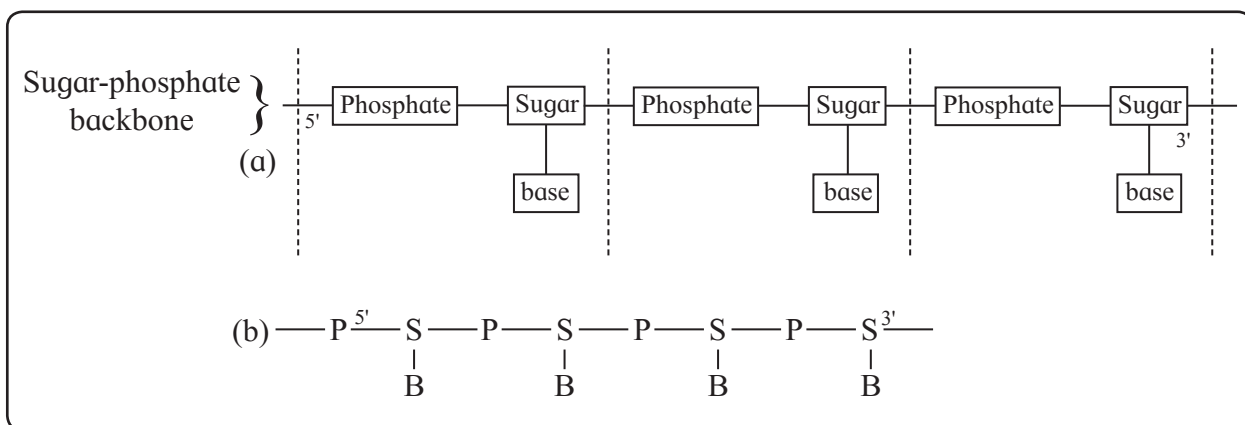 Sugar-phosphate
backbone
5' Phosphate Sugar Phosphate Sugar Phosphate Sugar
3'
(a)
base base base
(b) P 5' S P S P S P S 3'
B B B B